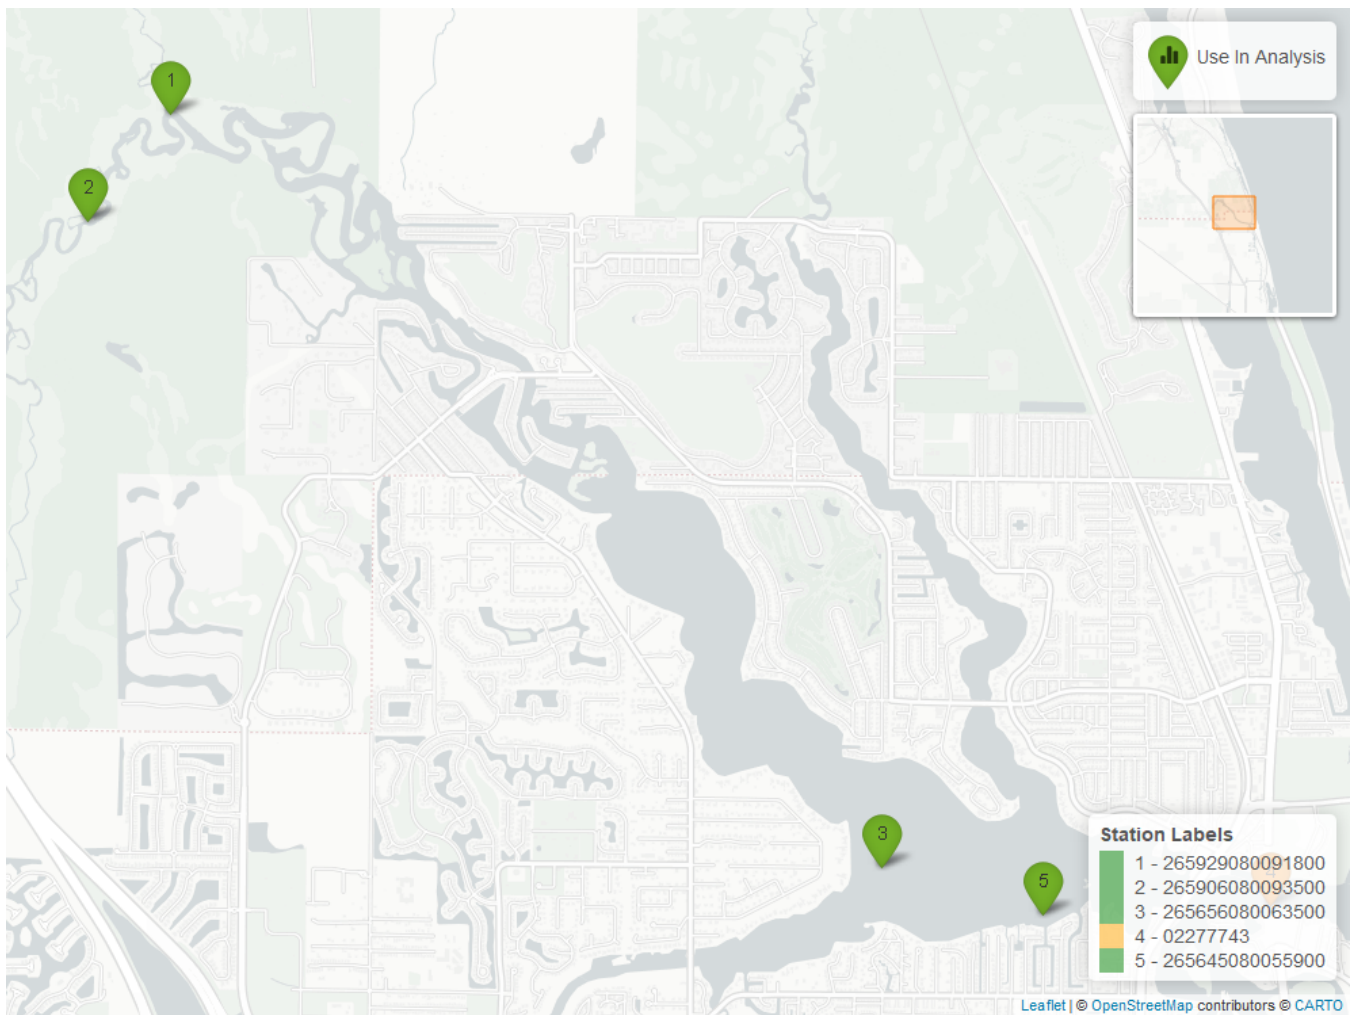 1
Use In Analysis
2
3
5
Station Labels
1 - 265929080091800
2 - 265906080093500
3 - 265656080063500
4 - 02277743
5 - 265645080055900
Leaflet | © OpenStreetMap contributors © CARTO